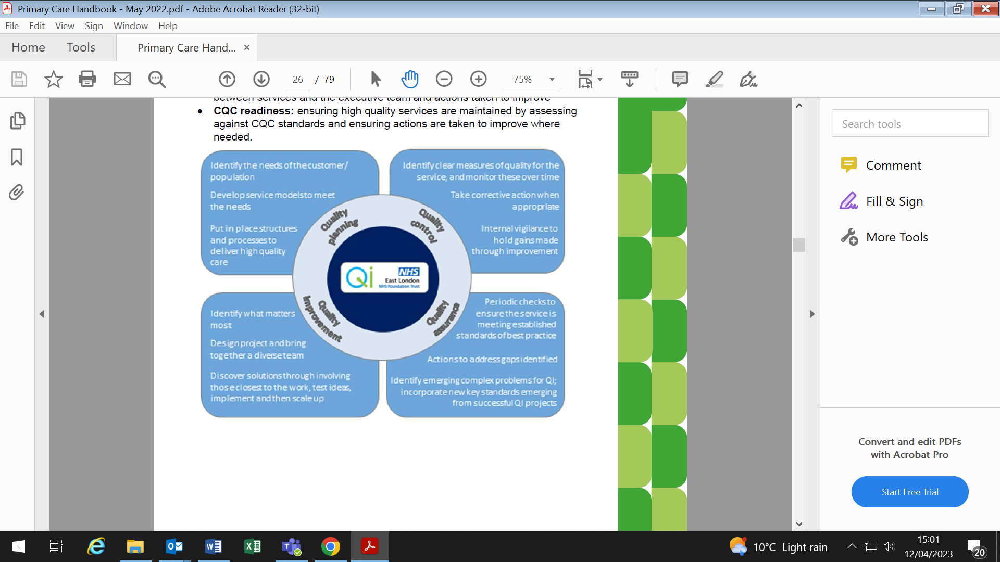 Primary Care Handbook - May 2022.pdf - Adobe Acrobat Reader (32-bit)
File Edit View Sign Window Help
Home Tools Primary Care Hand... ×
26 / 79 75%
between services and the executive team and actions taken to improve
• CQC readiness: ensuring high quality services are maintained by assessing
against CQC standards and ensuring actions are taken to improve where
needed.
Identify the needs of the customer/
population
Develop service models to meet
the needs
Put in place structures
and processes to
deliver high quality
care
Identify clear measures of quality for the
service, and monitor these over time
Take corrective action when
appropriate
Internal vigilance to
hold gains made
through improvement
Quality
planning
Quality
control
Qi NHS
East London
NHS Foundation Trust
Quality
improvement
Quality
assurance
Identify what matters
most
Design project and bring
together a diverse team
Discover solutions through involving
those closest to the work, test ideas,
implement and then scale up
Periodic checks to
ensure the service is
meeting established
standards of best practice
Actions to address gaps identified
Identify emerging complex problems for QI;
incorporate new key standards emerging
from successful QI projects
Search tools
Comment
Fill & Sign
More Tools
Convert and edit PDFs
with Acrobat Pro
Start Free Trial
10°C Light rain
15:01
12/04/2023
20